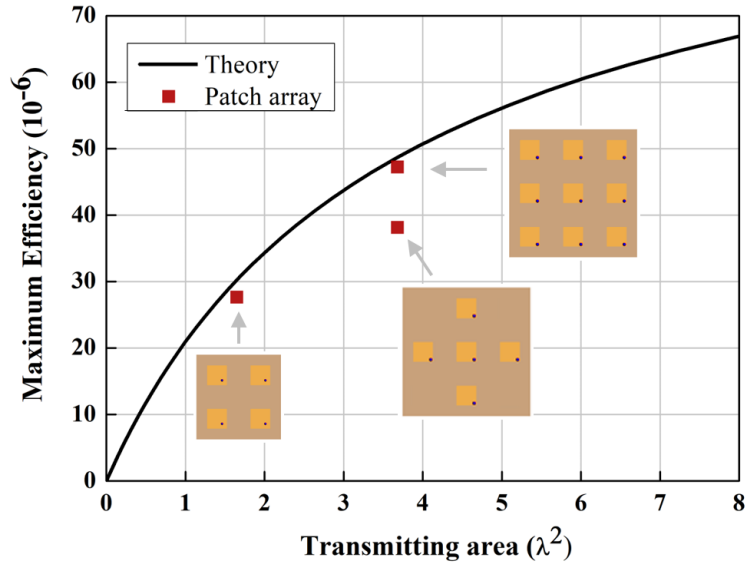 70
60
50
40
30
20
10
0
Maximum Efficiency (10⁻⁶)
Theory
Patch array
0 1 2 3 4 5 6 7 8
Transmitting area (λ²)